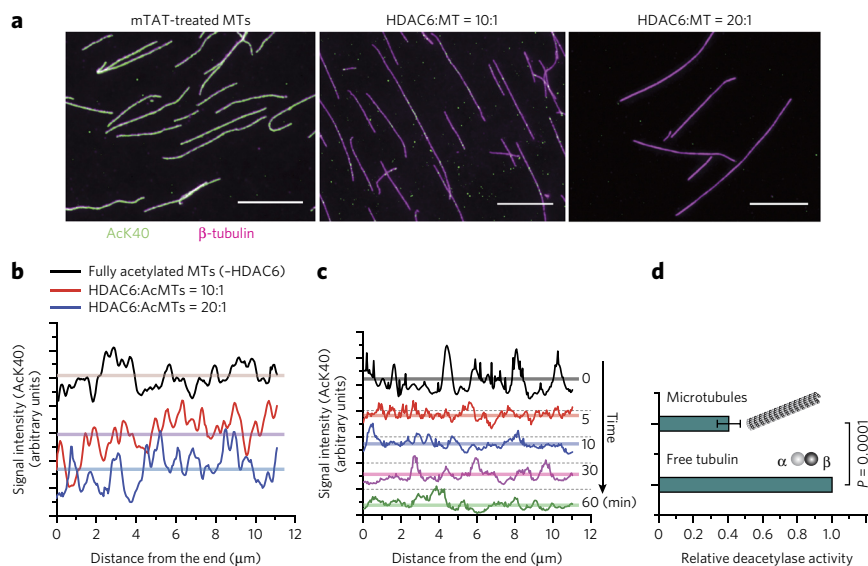 a
mTAT-treated MTs
HDAC6:MT = 10:1
HDAC6:MT = 20:1
AcK40
β-tubulin
b
Fully acetylated MTs (–HDAC6)
HDAC6:AcMTs = 10:1
HDAC6:AcMTs = 20:1
Signal intensity (AcK40)
(arbitrary units)
0 2 4 6 8 10 12
Distance from the end (μm)
c
Signal intensity (AcK40)
(arbitrary units)
0
5
10
30
60 (min)
Time
0 2 4 6 8 10 12
Distance from the end (μm)
d
Microtubules
Free tubulin
α β
P = 0.0001
0 0.2 0.4 0.6 0.8 1.0
Relative deacetylase activity